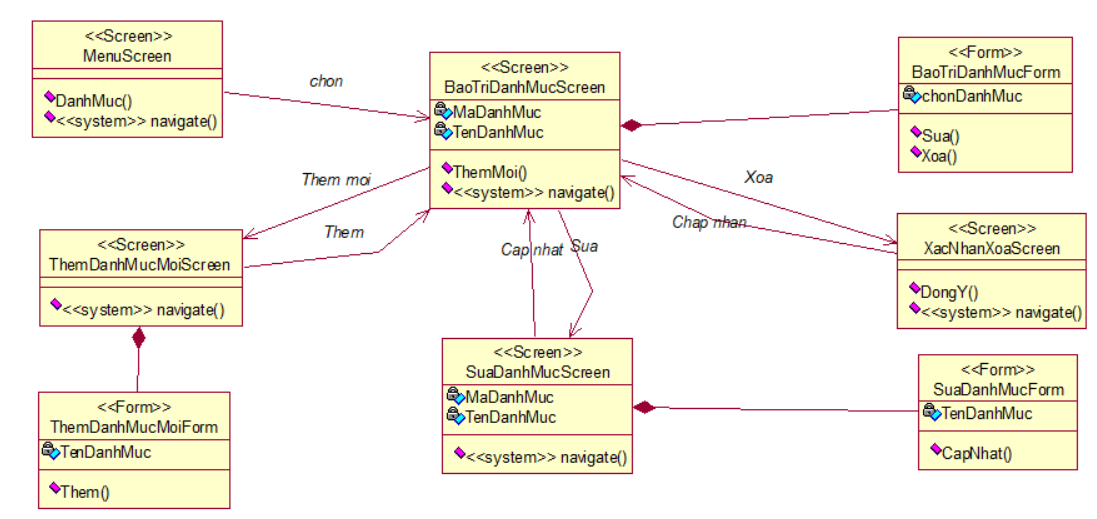 <<Screen>>
MenuScreen
DanhMuc()
<<system>> navigate()
chon
<<Screen>>
BaoTriDanhMucScreen
MaDanhMuc
TenDanhMuc
ThemMoi()
<<system>> navigate()
<<Form>>
BaoTriDanhMucForm
chonDanhMuc
Sua()
Xoa()
Them moi
Them
Cap nhat
Sua
Xoa
Chap nhan
<<Screen>>
ThemDanhMucMoiScreen
<<system>> navigate()
<<Screen>>
XacNhanXoaScreen
DongY()
<<system>> navigate()
<<Form>>
ThemDanhMucMoiForm
TenDanhMuc
Them()
<<Screen>>
SuaDanhMucScreen
MaDanhMuc
TenDanhMuc
<<system>> navigate()
<<Form>>
SuaDanhMucForm
TenDanhMuc
CapNhat()